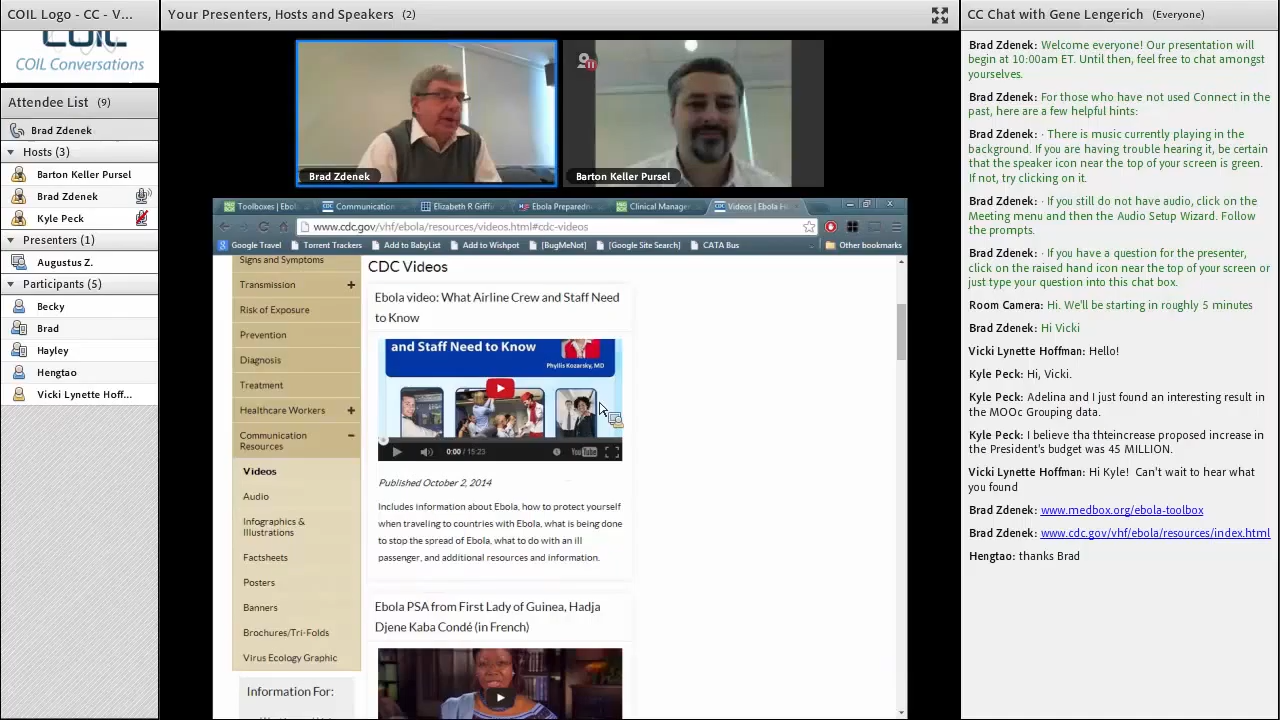 COIL Logo - CC - V...
COIL
COIL Conversations
Attendee List (9)
Brad Zdenek
Hosts (3)
Barton Keller Pursel
Brad Zdenek
Kyle Peck
Presenters (1)
Augustus Z.
Participants (5)
Becky
Brad
Hayley
Hengtao
Vicki Lynette Hoff...
Your Presenters, Hosts and Speakers (2)
Brad Zdenek
Barton Keller Pursel
Toolboxes | Ebol
Communication
Elizabeth R Griff
Ebola Preparedn
Clinical Manager
Videos | Ebola H
www.cdc.gov/vhf/ebola/resources/videos.html#cdc-videos
Google Travel
Torrent Trackers
Add to BabyList
Add to Wishpot
[BugMeNot]
[Google Site Search]
CATA Bus
Other bookmarks
Signs and Symptoms
Transmission +
Risk of Exposure
Prevention
Diagnosis
Treatment
Healthcare Workers +
Communication
Resources −
Videos
Audio
Infographics &
Illustrations
Factsheets
Posters
Banners
Brochures/Tri-Folds
Virus Ecology Graphic
Information For:
CDC Videos
Ebola video: What Airline Crew and Staff Need
to Know
and Staff Need to Know
Phyllis Kozarsky, MD
0:00 / 15:23
YouTube
Published October 2, 2014
Includes information about Ebola, how to protect yourself
when traveling to countries with Ebola, what is being done
to stop the spread of Ebola, what to do with an ill
passenger, and additional resources and information.
Ebola PSA from First Lady of Guinea, Hadja
Djene Kaba Condé (in French)
CC Chat with Gene Lengerich (Everyone)
Brad Zdenek: Welcome everyone! Our presentation will
begin at 10:00am ET. Until then, feel free to chat amongst
yourselves.
Brad Zdenek: For those who have not used Connect in the
past, here are a few helpful hints:
Brad Zdenek: · There is music currently playing in the
background. If you are having trouble hearing it, be certain
that the speaker icon near the top of your screen is green.
If not, try clicking on it.
Brad Zdenek: · If you still do not have audio, click on the
Meeting menu and then the Audio Setup Wizard. Follow
the prompts.
Brad Zdenek: · If you have a question for the presenter,
click on the raised hand icon near the top of your screen or
just type your question into this chat box.
Room Camera: Hi. We'll be starting in roughly 5 minutes
Brad Zdenek: Hi Vicki
Vicki Lynette Hoffman: Hello!
Kyle Peck: Hi, Vicki.
Kyle Peck: Adelina and I just found an interesting result in
the MOOc Grouping data.
Kyle Peck: I believe tha thteincrease proposed increase in
the President's budget was 45 MILLION.
Vicki Lynette Hoffman: Hi Kyle! Can't wait to hear what
you found
Brad Zdenek: www.medbox.org/ebola-toolbox
Brad Zdenek: www.cdc.gov/vhf/ebola/resources/index.html
Hengtao: thanks Brad